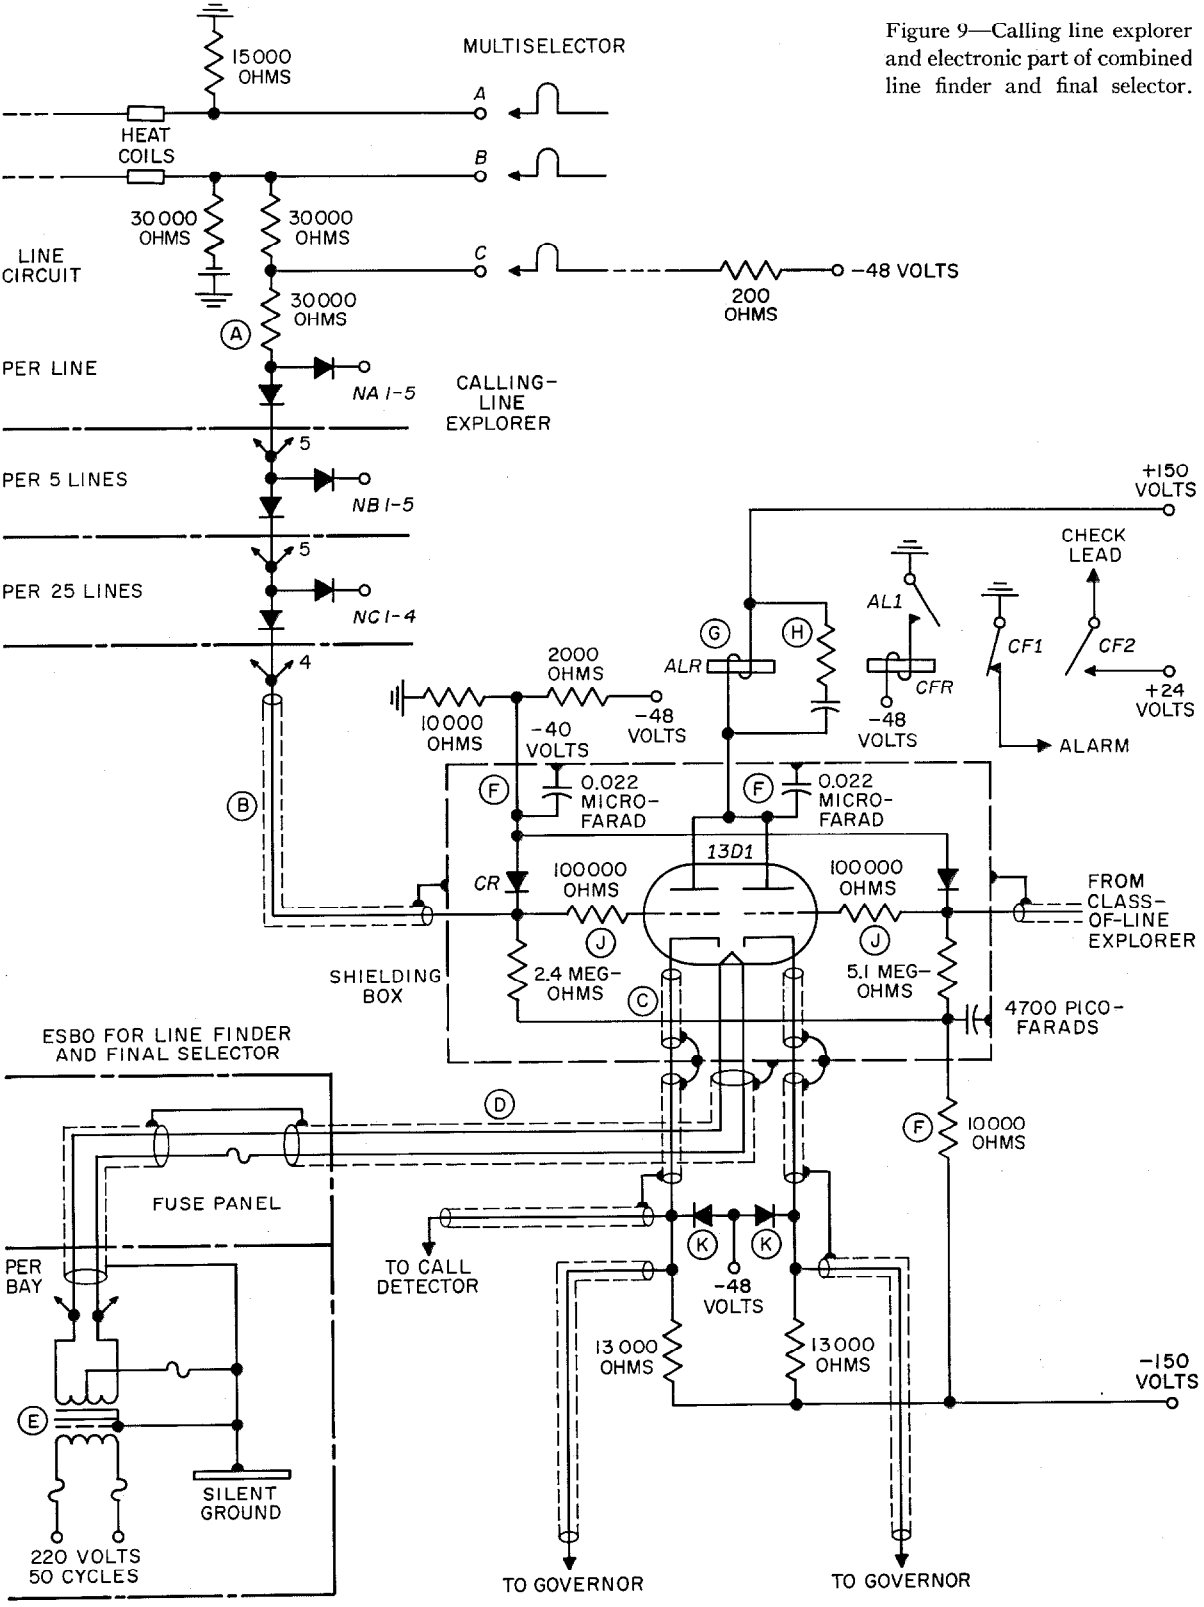 Figure 9—Calling line explorer
and electronic part of combined
line finder and final selector.
15000
OHMS
MULTISELECTOR
A
HEAT
COILS
B
30000
OHMS
30000
OHMS
LINE
CIRCUIT
C
-48 VOLTS
200
OHMS
30000
OHMS
A
PER LINE
NA 1-5
CALLING-
LINE
EXPLORER
5
PER 5 LINES
NB 1-5
5
PER 25 LINES
NC 1-4
4
+150
VOLTS
CHECK
LEAD
AL1
CF1
CF2
G
H
ALR
CFR
-48
VOLTS
+24
VOLTS
ALARM
2000
OHMS
10000
OHMS
-40
VOLTS
-48
VOLTS
B
F
0.022
MICRO-
FARAD
F
0.022
MICRO-
FARAD
13D1
CR
100000
OHMS
100000
OHMS
J
J
FROM
CLASS-
OF-LINE
EXPLORER
SHIELDING
BOX
2.4 MEG-
OHMS
C
5.1 MEG-
OHMS
4700 PICO-
FARADS
ESBO FOR LINE FINDER
AND FINAL SELECTOR
D
F
10000
OHMS
FUSE PANEL
K
K
TO CALL
DETECTOR
-48
VOLTS
PER
BAY
13000
OHMS
13000
OHMS
-150
VOLTS
E
SILENT
GROUND
220 VOLTS
50 CYCLES
TO GOVERNOR
TO GOVERNOR